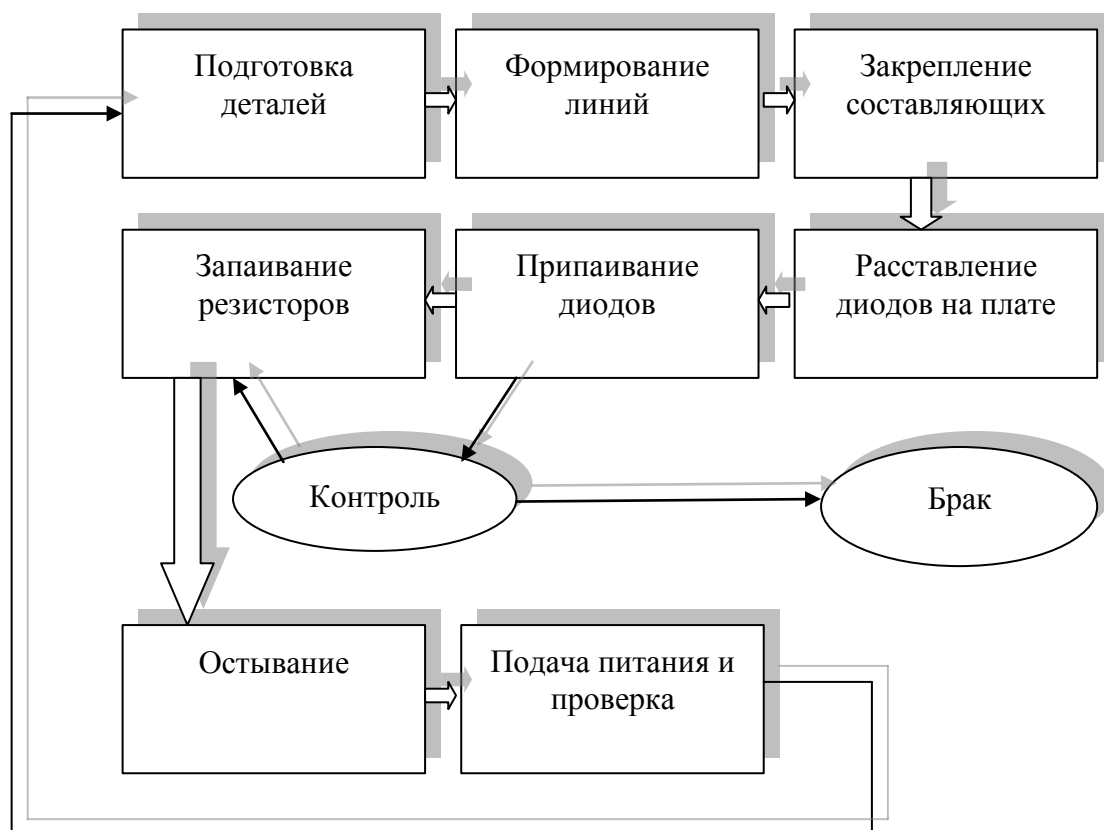 Подготовка
деталей
Формирование
линий
Закрепление
составляющих
Запаивание
резисторов
Припаивание
диодов
Расставление
диодов на плате
Контроль
Брак
Остывание
Подача питания и
проверка